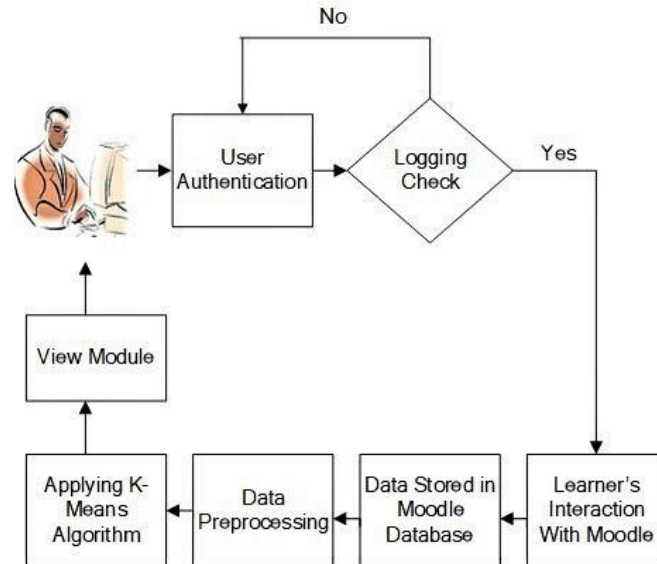 No
User
Authentication
Logging
Check
Yes
View Module
Applying K-
Means
Algorithm
Data
Preprocessing
Data Stored in
Moodle
Database
Learner's
Interaction
With Moodle